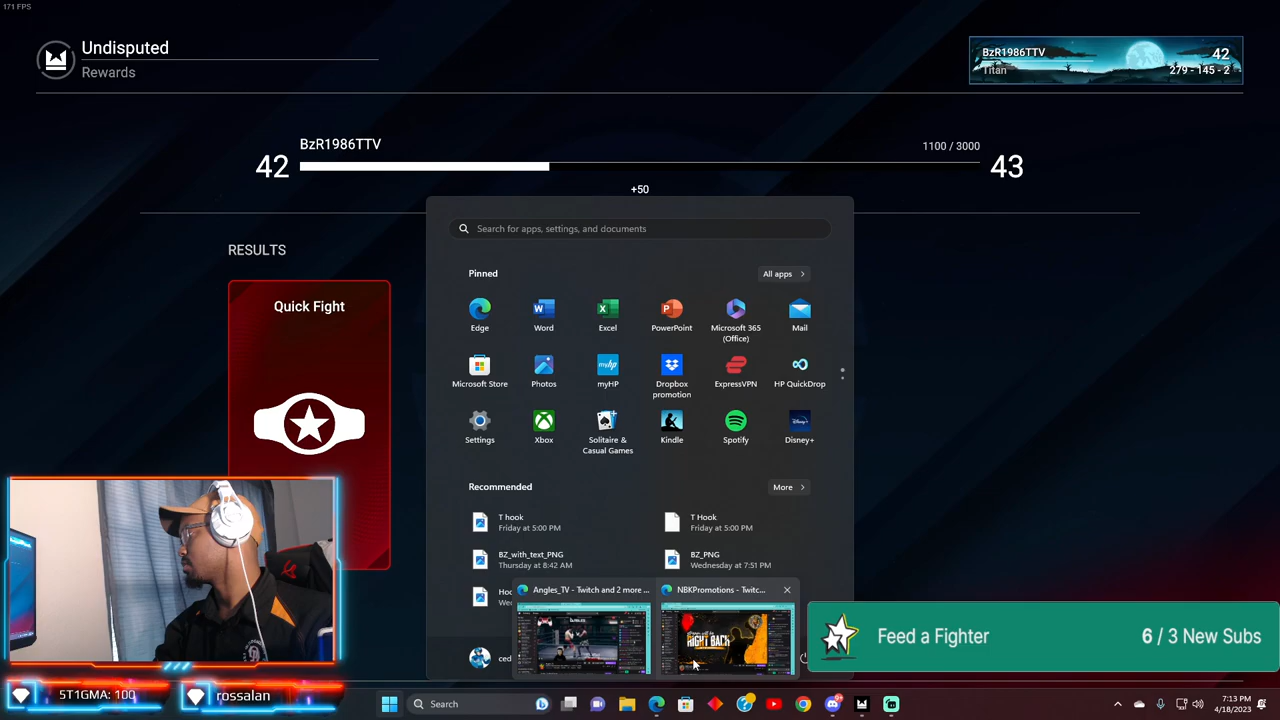 171 FPS
Undisputed
Rewards
BzR1986TTV
42
Titan
279 - 145 - 2
BzR1986TTV
1100 / 3000
42
43
+50
Search for apps, settings, and documents
RESULTS
Pinned
All apps
Quick Fight
Edge
Word
Excel
PowerPoint
Microsoft 365
(Office)
Mail
Microsoft Store
Photos
myHP
Dropbox
promotion
ExpressVPN
HP QuickDrop
Settings
Xbox
Solitaire &
Casual Games
Kindle
Spotify
Disney+
Recommended
More
T hook
Friday at 5:00 PM
T Hook
Friday at 5:00 PM
BZ_with_text_PNG
Thursday at 8:42 AM
BZ_PNG
Wednesday at 7:51 PM
Angles_TV - Twitch and 2 more ...
NBKPromotions - Twitc...
RIGHT BACK
Feed a Fighter
6 / 3 New Subs
5T1GMA: 100
rossalan
Search
7:13 PM
4/18/2023